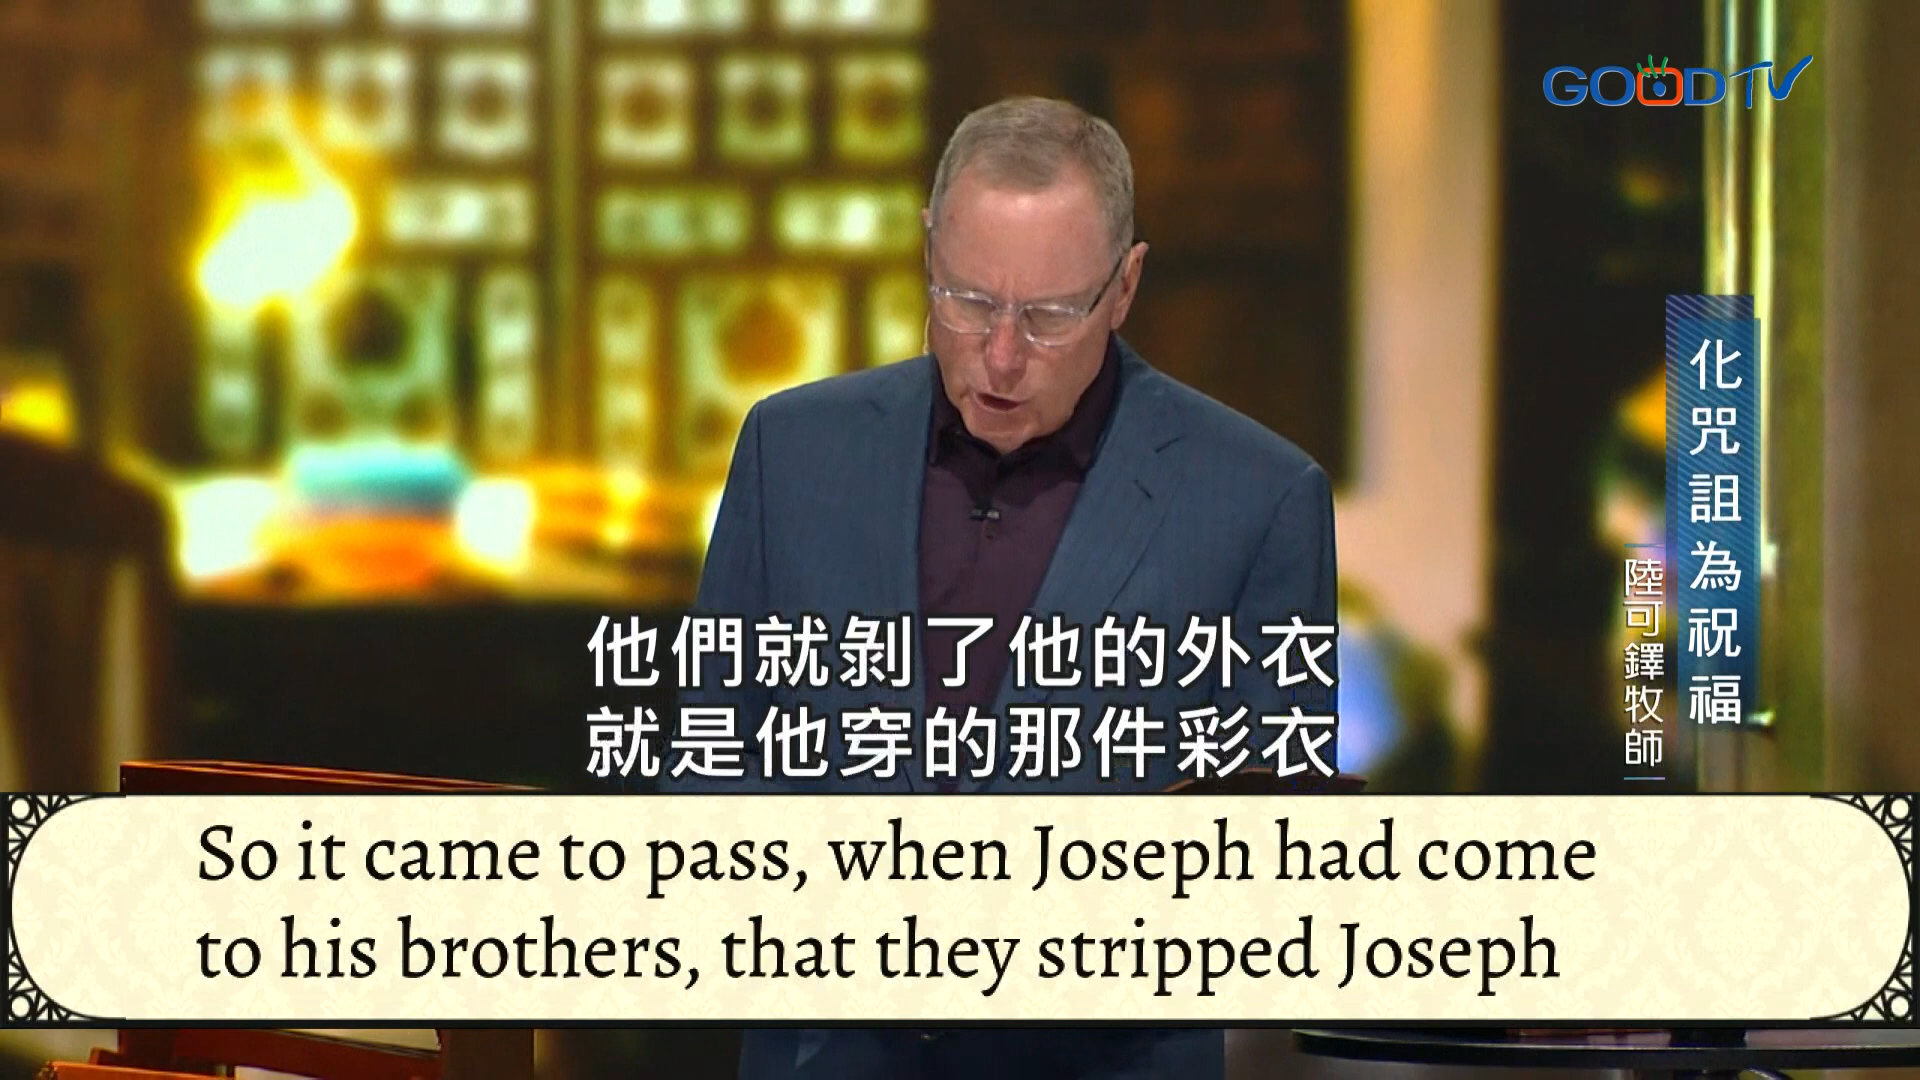 GOODTV
化咒詛為祝福
陸可鐸牧師
他們就剝了他的外衣
就是他穿的那件彩衣
So it came to pass, when Joseph had come
to his brothers, that they stripped Joseph